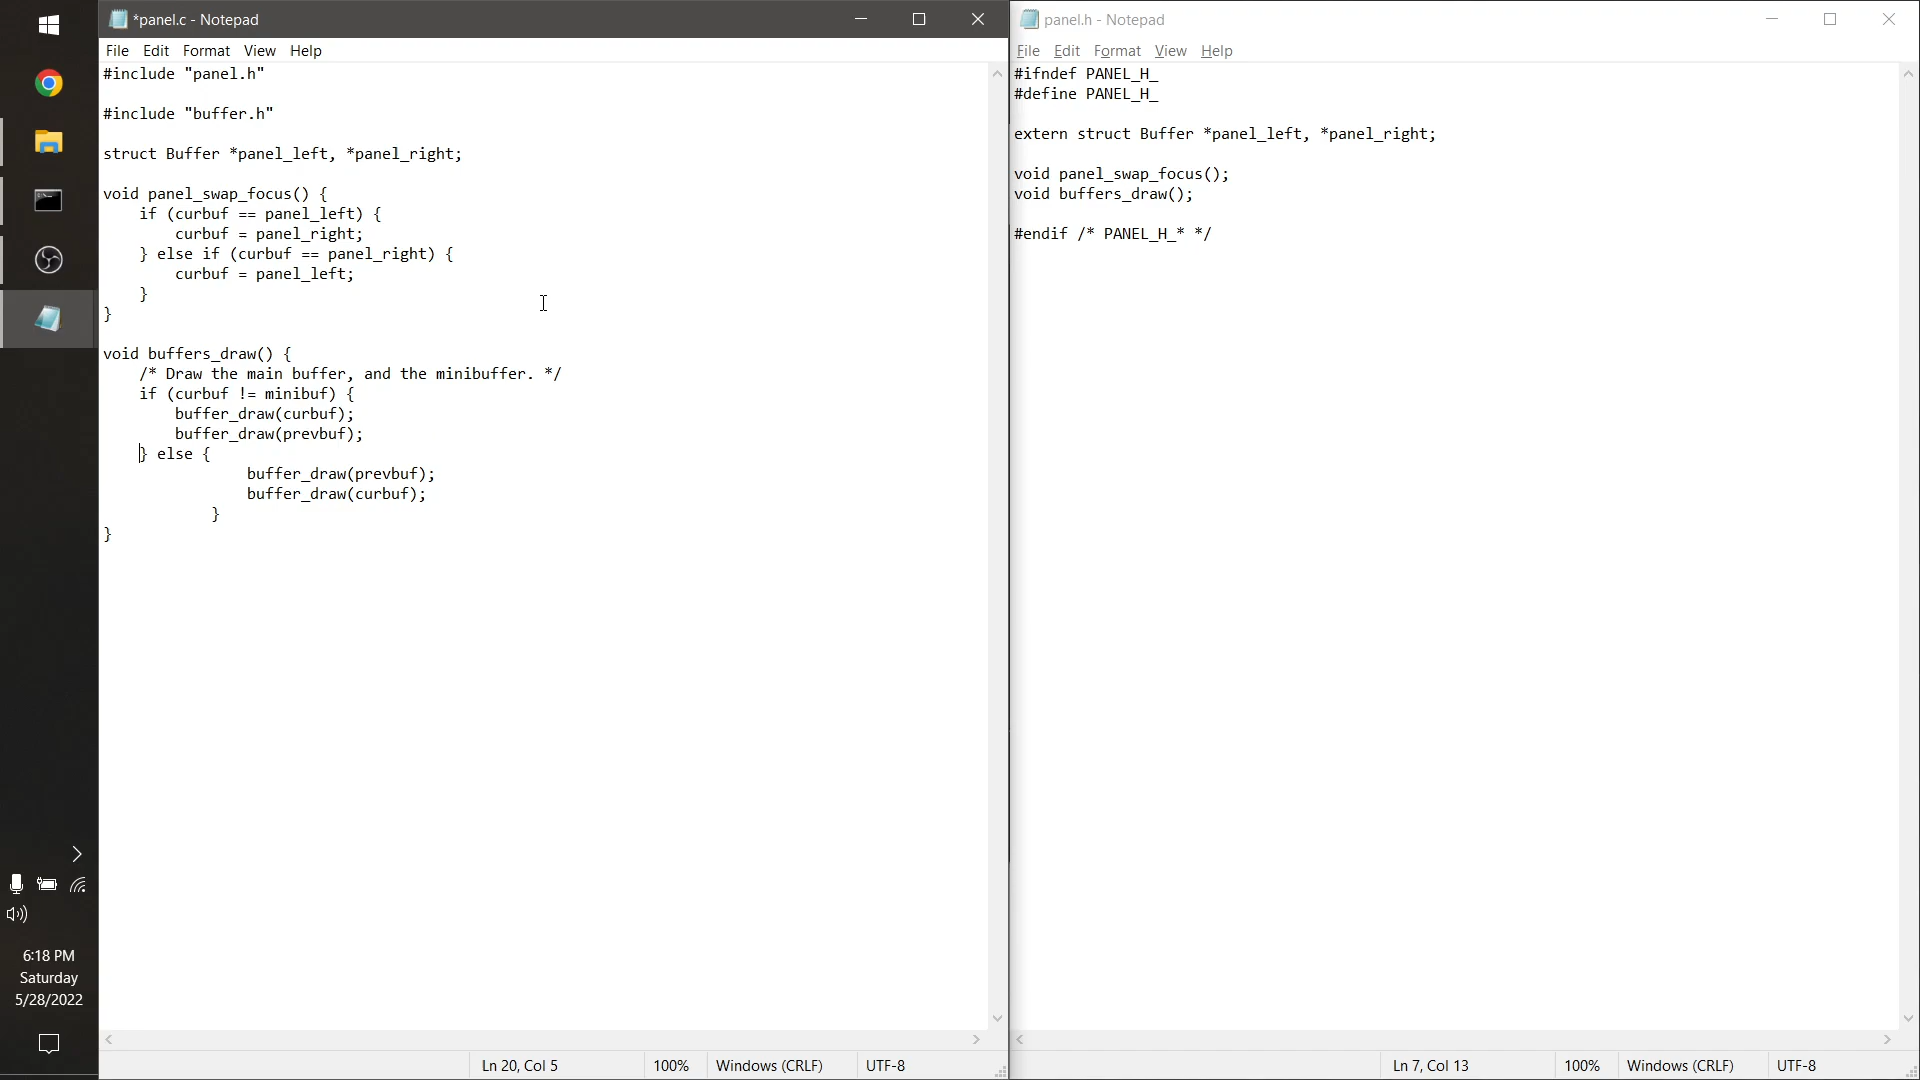 *panel.c - Notepad
File Edit Format View Help
#include "panel.h"
#include "buffer.h"
struct Buffer *panel_left, *panel_right;
void panel_swap_focus() {
    if (curbuf == panel_left) {
        curbuf = panel_right;
    } else if (curbuf == panel_right) {
        curbuf = panel_left;
    }
}
void buffers_draw() {
    /* Draw the main buffer, and the minibuffer. */
    if (curbuf != minibuf) {
        buffer_draw(curbuf);
        buffer_draw(prevbuf);
    } else {
                buffer_draw(prevbuf);
                buffer_draw(curbuf);
            }
}
Ln 20, Col 5
100%
Windows (CRLF)
UTF-8
panel.h - Notepad
File Edit Format View Help
#ifndef PANEL_H_
#define PANEL_H_
extern struct Buffer *panel_left, *panel_right;
void panel_swap_focus();
void buffers_draw();
#endif /* PANEL_H_* */
Ln 7, Col 13
100%
Windows (CRLF)
UTF-8
6:18 PM
Saturday
5/28/2022